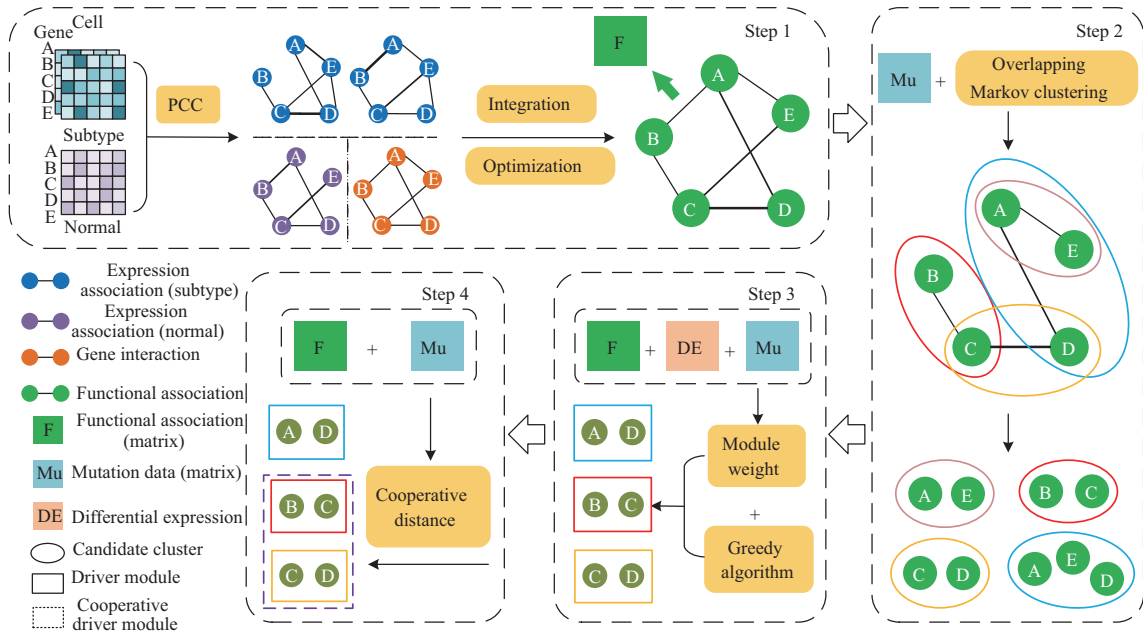 Cell
Gene
A
B
C
D
E
Subtype
A
B
C
D
E
Normal
PCC
A
B
E
C
D
A
B
E
C
D
A
B
E
C
D
A
B
E
C
D
Integration
Optimization
Step 1
F
A
E
B
C
D
Step 2
Mu + Overlapping
Markov clustering
A
E
B
C
D
A E
B C
C D
A E D
Expression
association (subtype)
Expression
association (normal)
Gene interaction
Functional association
F Functional association
(matrix)
Mu Mutation data (matrix)
DE Differential expression
Candidate cluster
Driver module
Cooperative
driver module
Step 4
F + Mu
A D
B C
C D
Cooperative
distance
Step 3
F + DE + Mu
A D
B C
C D
Module
weight
+
Greedy
algorithm